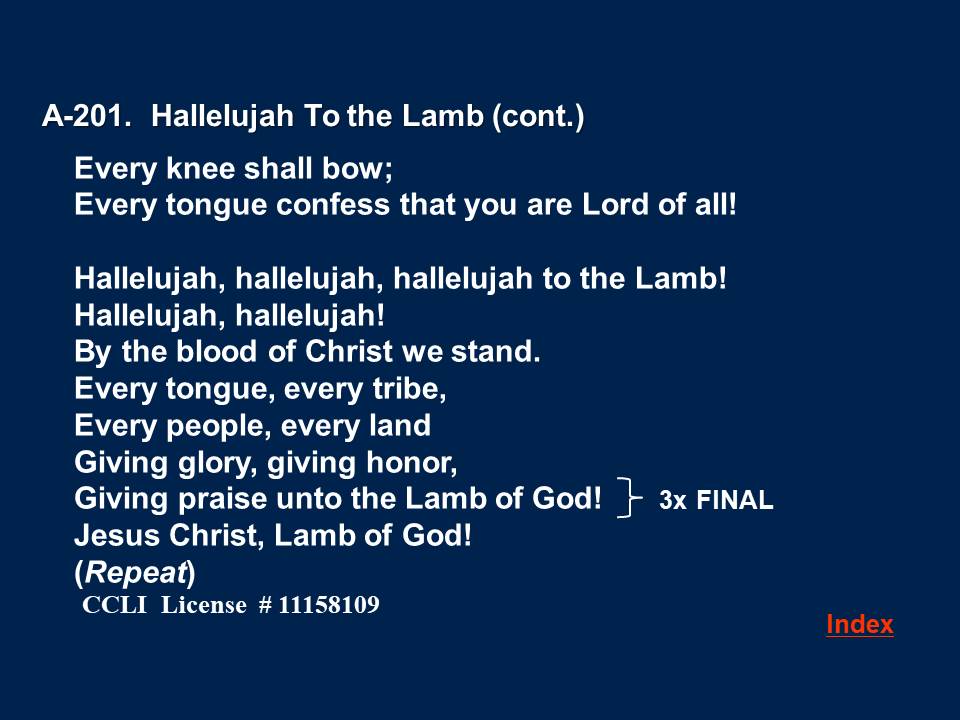 A-201. Hallelujah To the Lamb (cont.)
Every knee shall bow;
Every tongue confess that you are Lord of all!
Hallelujah, hallelujah, hallelujah to the Lamb!
Hallelujah, hallelujah!
By the blood of Christ we stand.
Every tongue, every tribe,
Every people, every land
Giving glory, giving honor,
Giving praise unto the Lamb of God! 3x FINAL
Jesus Christ, Lamb of God!
(Repeat)
CCLI License # 11158109
Index